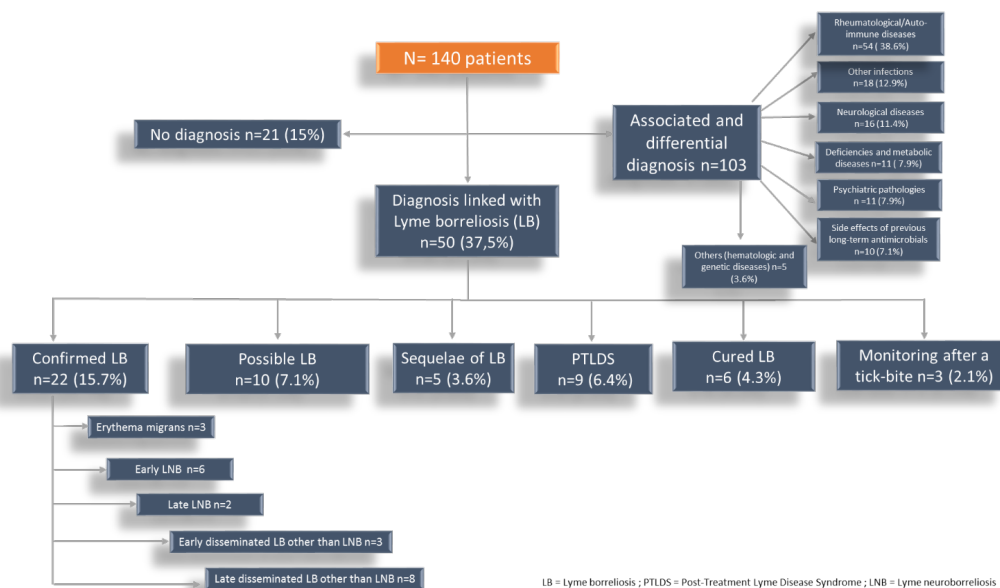 N= 140 patients
No diagnosis n=21 (15%)
Associated and
differential
diagnosis n=103
Rheumatological/Auto-
immune diseases
n=54 ( 38.6%)
Other infections
n=18 (12.9%)
Neurological diseases
n=16 (11.4%)
Deficiencies and metabolic
diseases n=11 ( 7.9%)
Psychiatric pathologies
n =11 (7.9%)
Side effects of previous
long-term antimicrobials
n=10 (7.1%)
Others (hematologic and
genetic diseases) n=5
(3.6%)
Diagnosis linked with
Lyme borreliosis (LB)
n=50 (37,5%)
Confirmed LB
n=22 (15.7%)
Possible LB
n=10 (7.1%)
Sequelae of LB
n=5 (3.6%)
PTLDS
n=9 (6.4%)
Cured LB
n=6 (4.3%)
Monitoring after a
tick-bite n=3 (2.1%)
Erythema migrans n=3
Early LNB n=6
Late LNB n=2
Early disseminated LB other than LNB n=3
Late disseminated LB other than LNB n=8
LB = Lyme borreliosis ; PTLDS = Post-Treatment Lyme Disease Syndrome ; LNB = Lyme neuroborreliosis